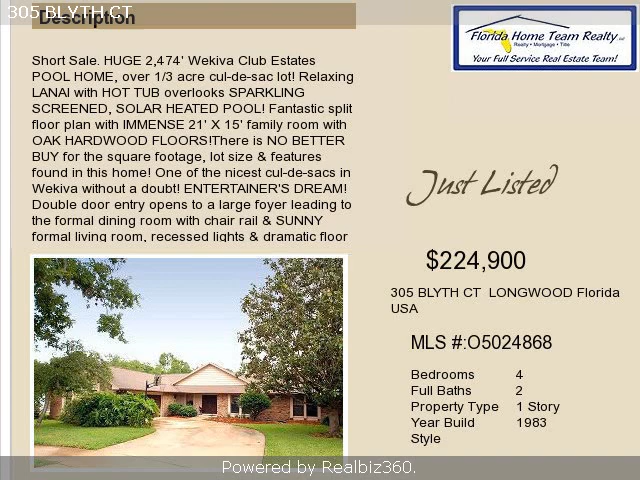 305 BLYTH CT
Description
Short Sale. HUGE 2,474' Wekiva Club Estates
POOL HOME, over 1/3 acre cul-de-sac lot! Relaxing
LANAI with HOT TUB overlooks SPARKLING
SCREENED, SOLAR HEATED POOL! Fantastic split
floor plan with IMMENSE 21' X 15' family room with
OAK HARDWOOD FLOORS!There is NO BETTER
BUY for the square footage, lot size & features
found in this home! One of the nicest cul-de-sacs in
Wekiva without a doubt! ENTERTAINER'S DREAM!
Double door entry opens to a large foyer leading to
the formal dining room with chair rail & SUNNY
formal living room, recessed lights & dramatic floor
Florida Home Team Realty LLC
Realty • Mortgage • Title
Your Full Service Real Estate Team!
Just Listed
$224,900
305 BLYTH CT LONGWOOD Florida
USA
MLS #:O5024868
Bedrooms 4
Full Baths 2
Property Type 1 Story
Year Build 1983
Style
Powered by Realbiz360.